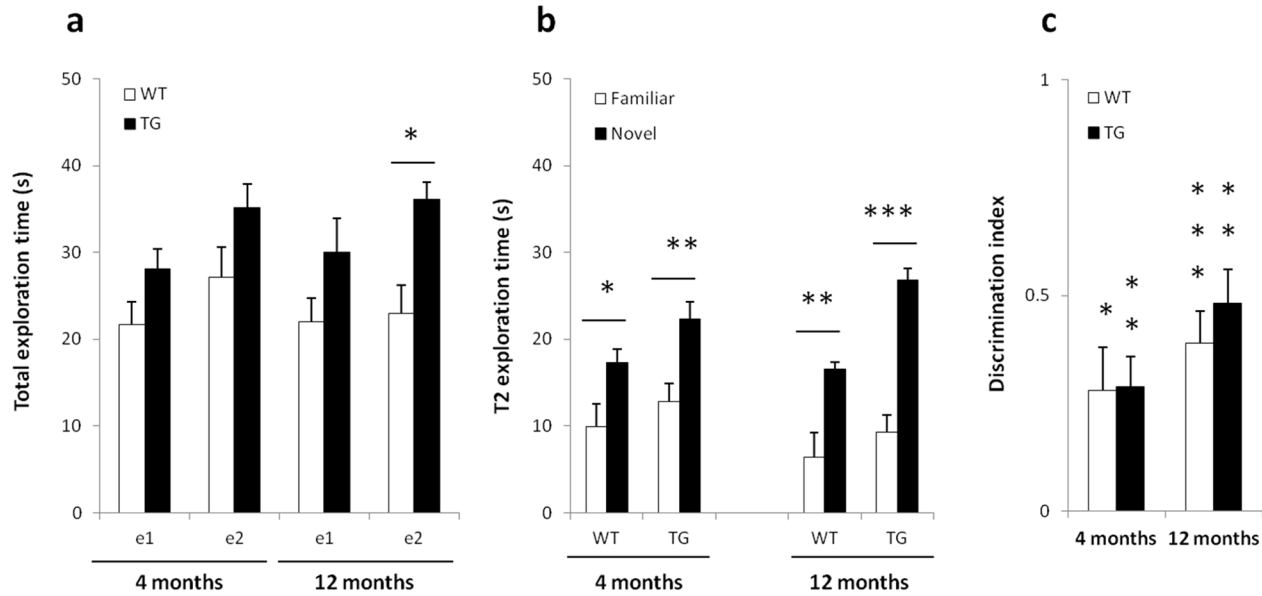 a
b
c
Total exploration time (s)
50
40
30
20
10
0
WT
TG
*
e1 e2 e1 e2
4 months 12 months
T2 exploration time (s)
50
40
30
20
10
0
Familiar
Novel
*
**
**
***
WT TG WT TG
4 months 12 months
Discrimination index
1
0.5
0
WT
TG
*
**
***
**
4 months 12 months